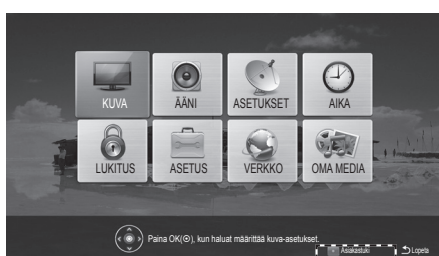 KUVA ÄÄNI ASETUKSET AIKA
LUKITUS ASETUS VERKKO OMA MEDIA
Paina OK(⊙), kun haluat määrittää kuva-asetukset.
Asiakastuki Lopeta